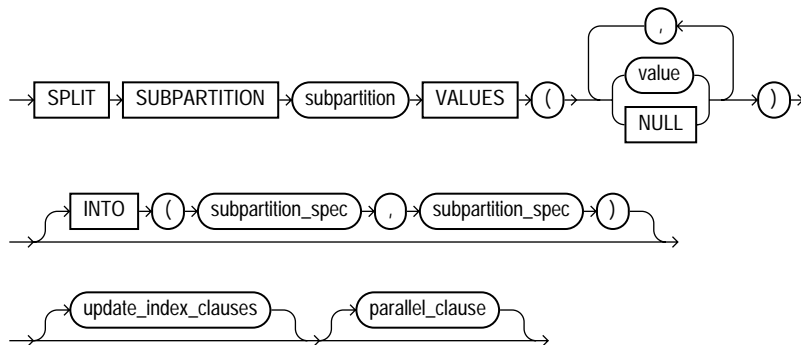 ,
value
SPLIT SUBPARTITION subpartition VALUES ( )
NULL
INTO ( subpartition_spec , subpartition_spec )
update_index_clauses parallel_clause